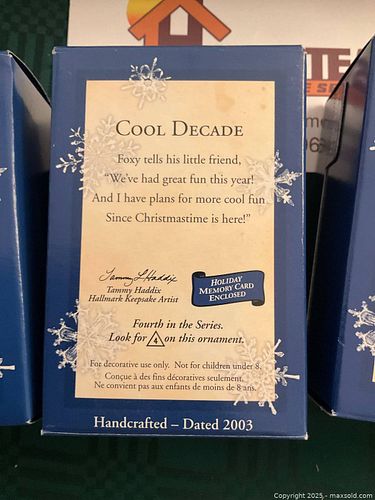 COOL DECADE
Foxy tells his little friend,
"We've had great fun this year!
And I have plans for more cool fun
Since Christmastime is here!"
Tammy L Haddix
Tammy Haddix
Hallmark Keepsake Artist
HOLIDAY
MEMORY CARD
ENCLOSED
Fourth in the Series.
Look for 4 on this ornament.
For decorative use only. Not for children under 8.
Conçue à des fins décoratives seulement.
Ne convient pas aux enfants de moins de 8 ans.
Handcrafted – Dated 2003
Copyright 2025,- maxsold.com